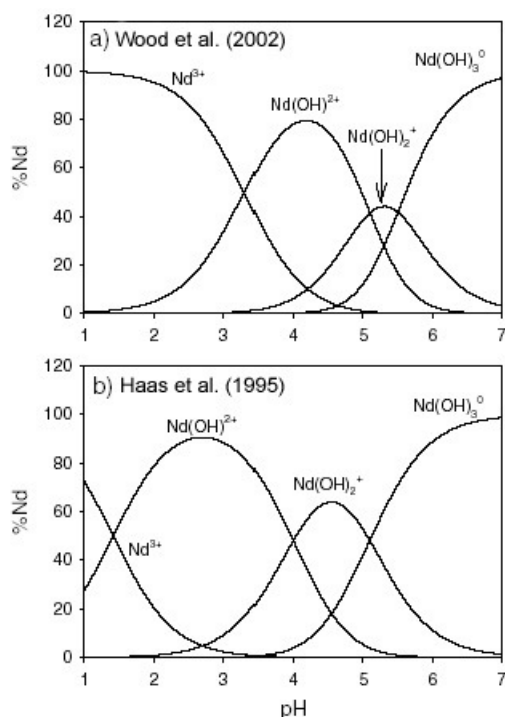 120
a) Wood et al. (2002)
Nd(OH)₃⁰
100
Nd³⁺
Nd(OH)²⁺
80
Nd(OH)₂⁺
%Nd
60
40
20
0
1 2 3 4 5 6 7
120
b) Haas et al. (1995)
Nd(OH)₃⁰
100
Nd(OH)²⁺
80
Nd(OH)₂⁺
%Nd
60
Nd³⁺
40
20
0
1 2 3 4 5 6 7
pH